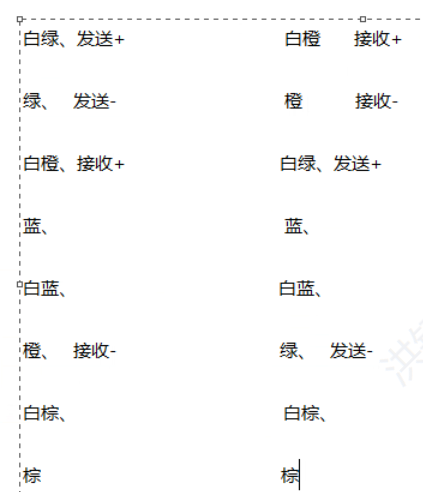 白绿、发送+ 白橙 接收+
绿、 发送- 橙 接收-
白橙、接收+ 白绿、发送+
蓝、 蓝、
白蓝、 白蓝、
橙、 接收- 绿、 发送-
白棕、 白棕、
棕 棕